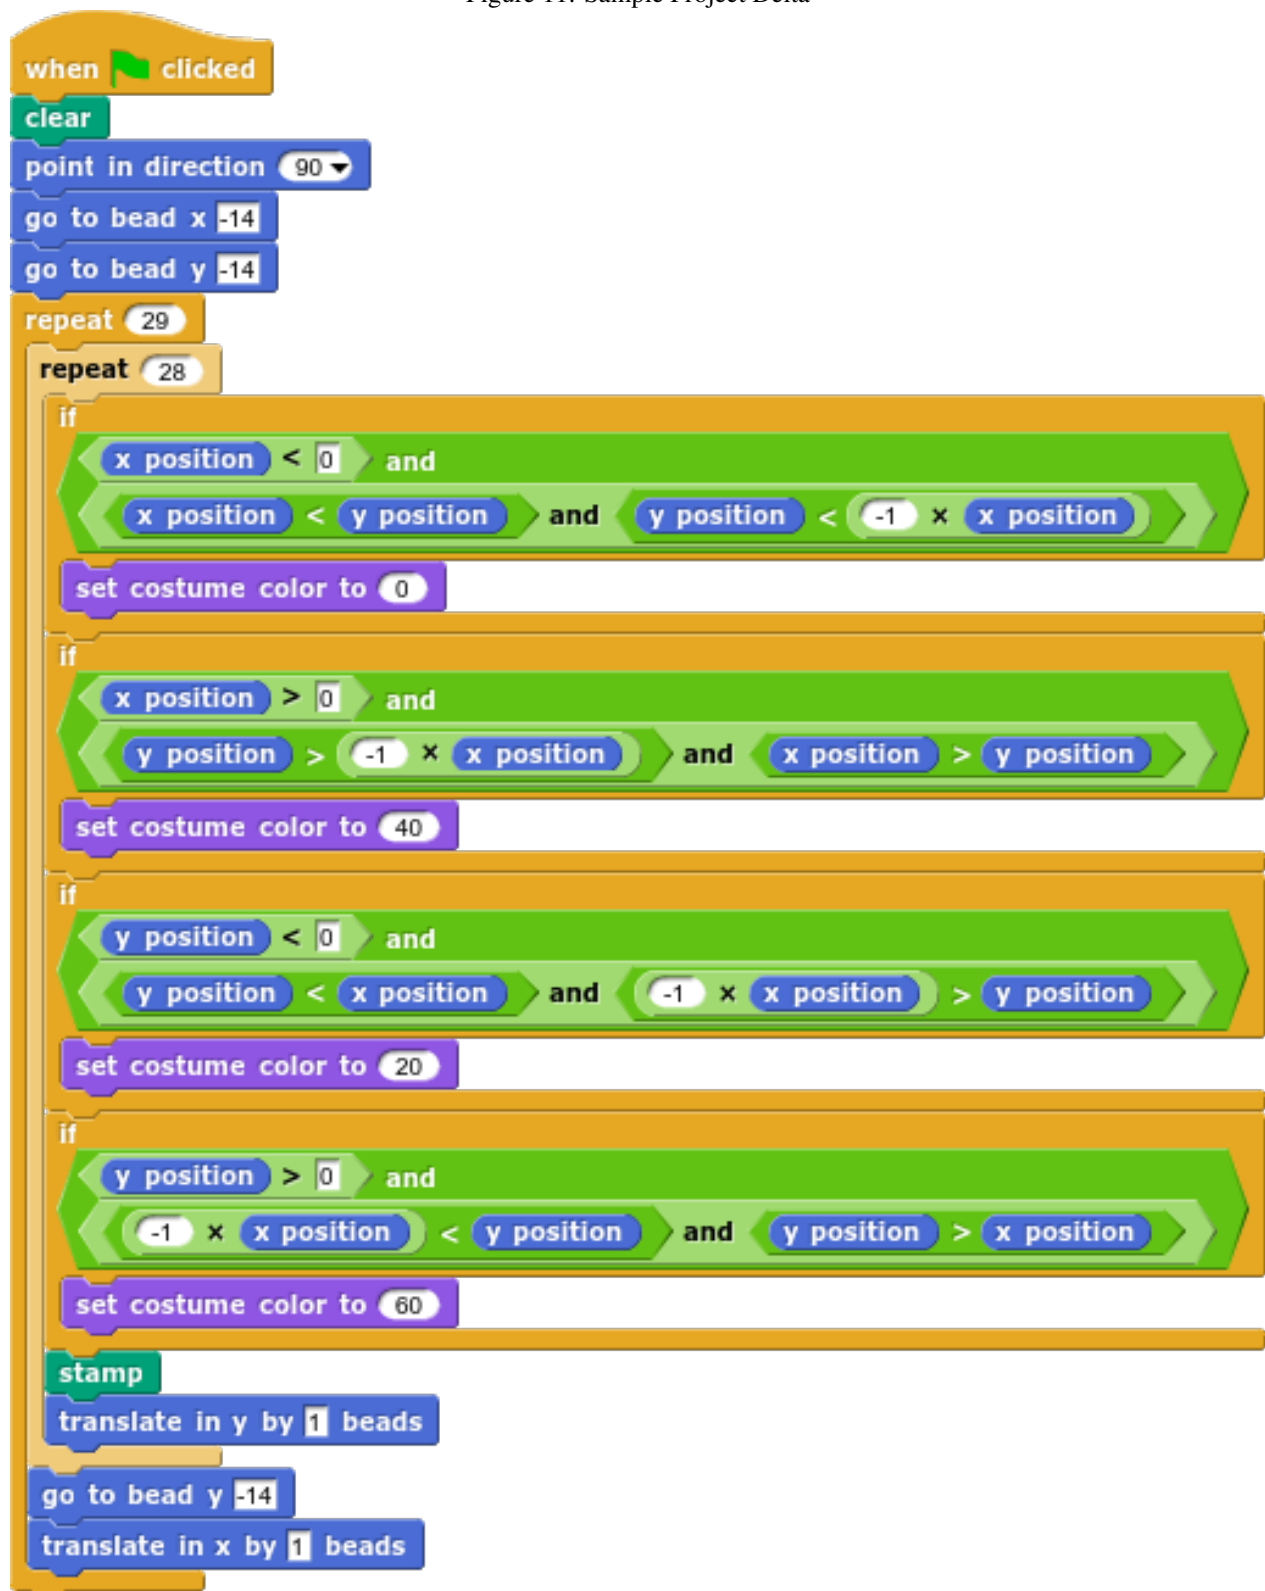 Figure 11: Sample Project Delta
when clicked
clear
point in direction 90
go to bead x -14
go to bead y -14
repeat 29
repeat 28
if
x position < 0 and
x position < y position and y position < -1 × x position
set costume color to 0
if
x position > 0 and
y position > -1 × x position and x position > y position
set costume color to 40
if
y position < 0 and
y position < x position and -1 × x position > y position
set costume color to 20
if
y position > 0 and
-1 × x position < y position and y position > x position
set costume color to 60
stamp
translate in y by 1 beads
go to bead y -14
translate in x by 1 beads